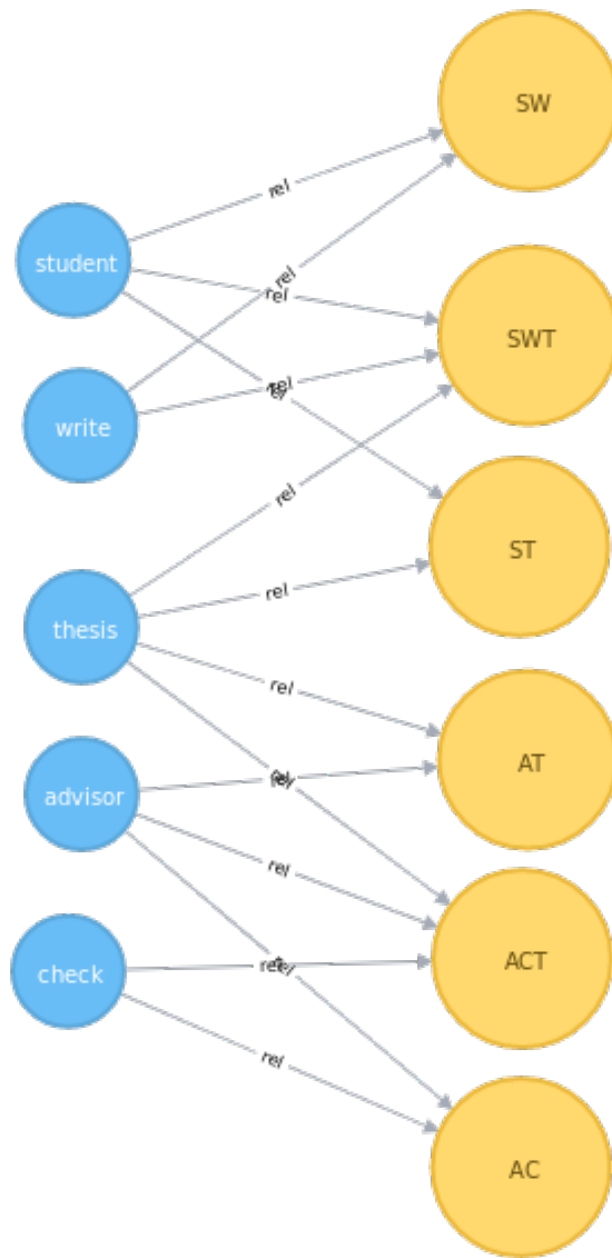 SW
rel
student
rel
rel
SWT
rel
write
rel
ST
rel
thesis
rel
AT
advisor
rel
ACT
check
rel
AC